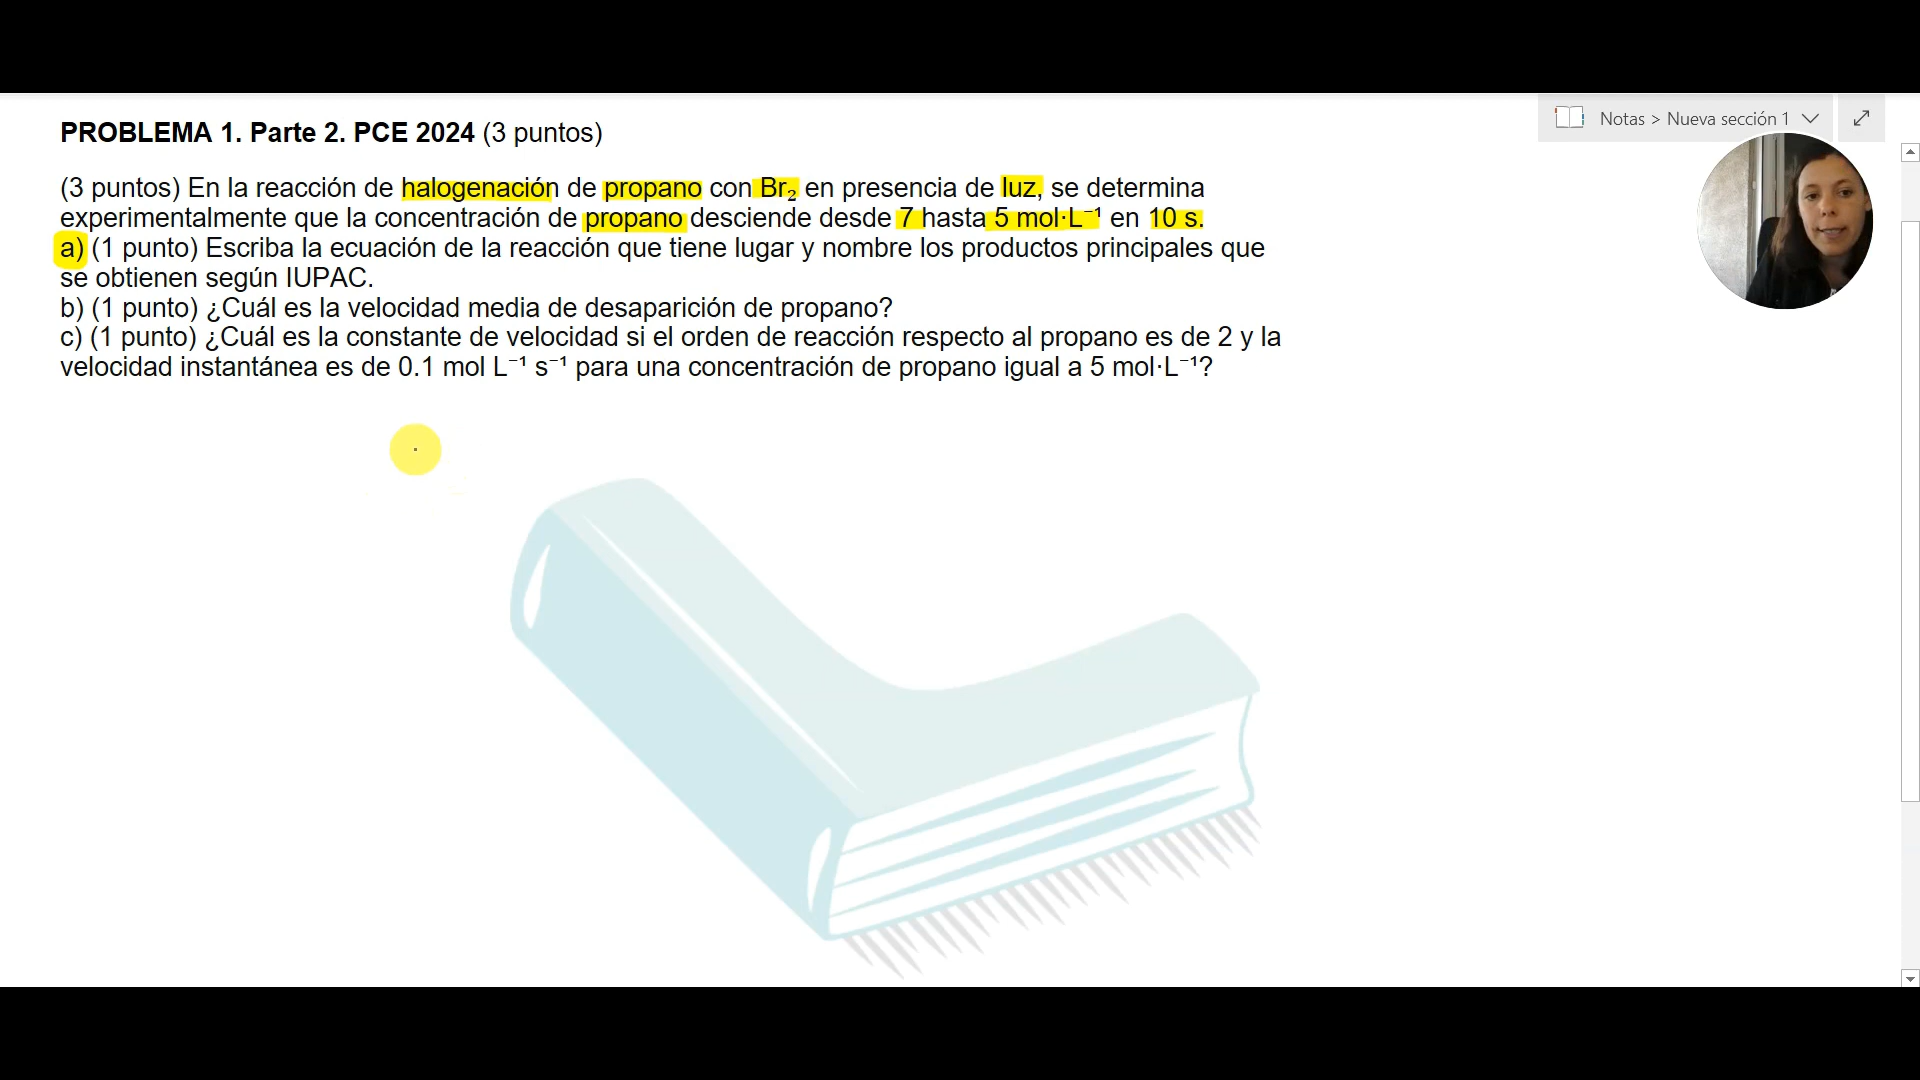 PROBLEMA 1. Parte 2. PCE 2024 (3 puntos)
Notas > Nueva sección 1
(3 puntos) En la reacción de halogenación de propano con Br₂ en presencia de luz, se determina
experimentalmente que la concentración de propano desciende desde 7 hasta 5 mol·L⁻¹ en 10 s.
a) (1 punto) Escriba la ecuación de la reacción que tiene lugar y nombre los productos principales que
se obtienen según IUPAC.
b) (1 punto) ¿Cuál es la velocidad media de desaparición de propano?
c) (1 punto) ¿Cuál es la constante de velocidad si el orden de reacción respecto al propano es de 2 y la
velocidad instantánea es de 0.1 mol L⁻¹ s⁻¹ para una concentración de propano igual a 5 mol·L⁻¹?